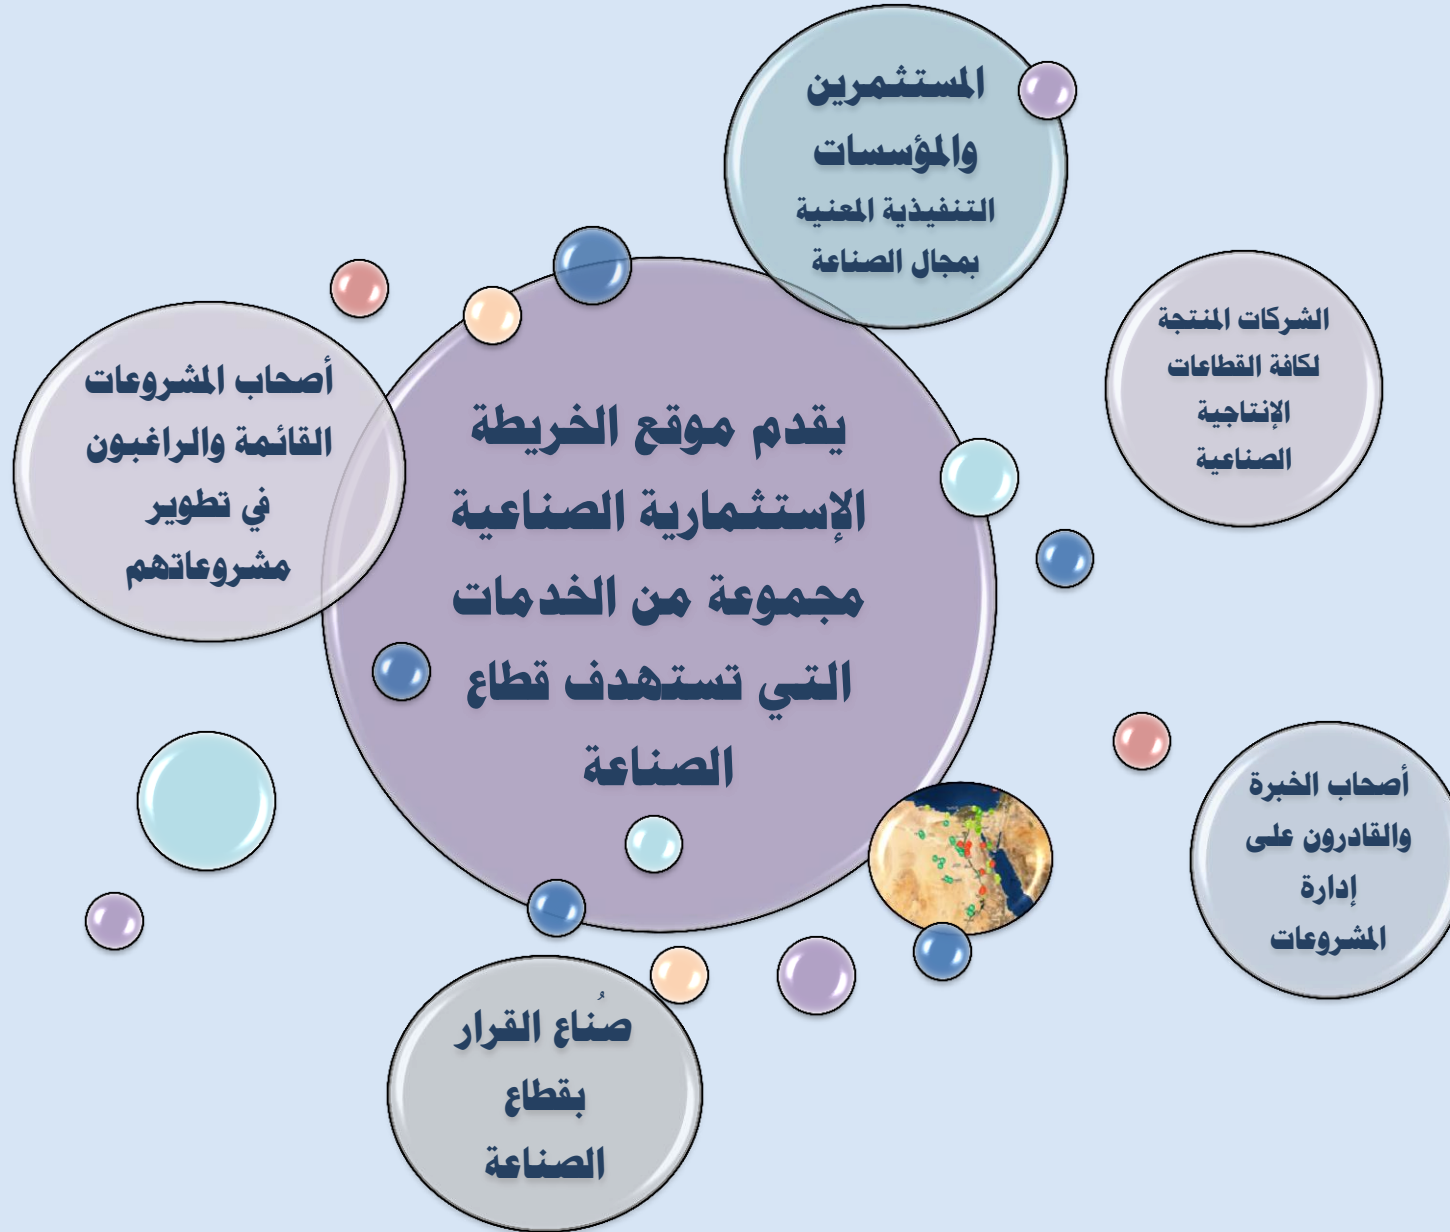 المستثمرين
والمؤسسات
التنفيذية المعنية
بمجال الصناعة
الشركات المنتجة
لكافة القطاعات
الإنتاجية
الصناعية
أصحاب المشروعات
القائمة والراغبون
في تطوير
مشروعاتهم
يقدم موقع الخريطة
الإستثمارية الصناعية
مجموعة من الخدمات
التي تستهدف قطاع
الصناعة
أصحاب الخبرة
والقادرون على
إدارة
المشروعات
صُناع القرار
بقطاع
الصناعة